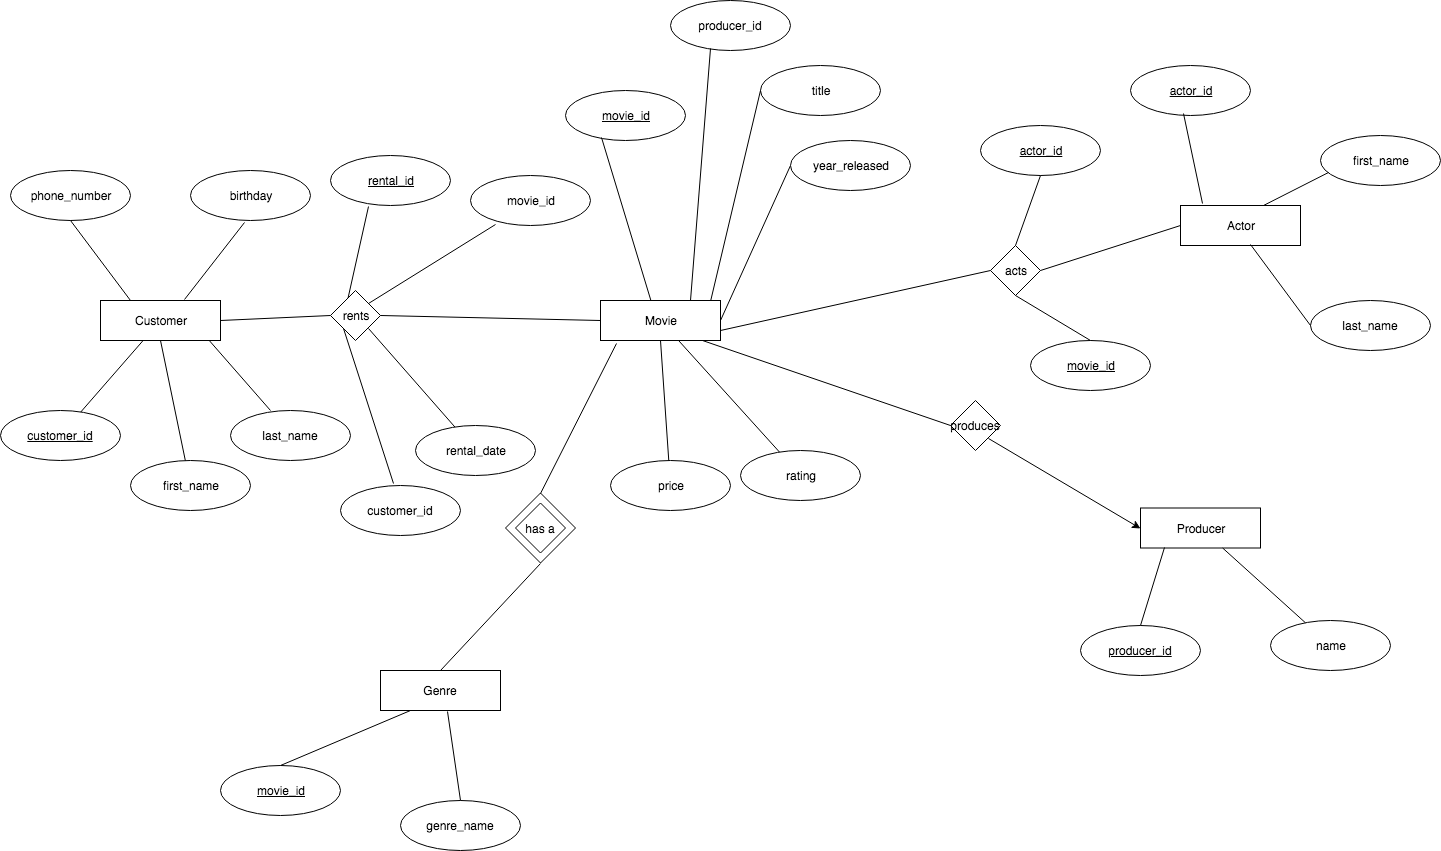 producer_id
title
movie_id
year_released
actor_id
actor_id
first_name
phone_number
birthday
rental_id
movie_id
Customer
rents
Movie
acts
Actor
last_name
movie_id
customer_id
last_name
first_name
rental_date
customer_id
price
rating
produces
has a
Producer
producer_id
name
Genre
movie_id
genre_name